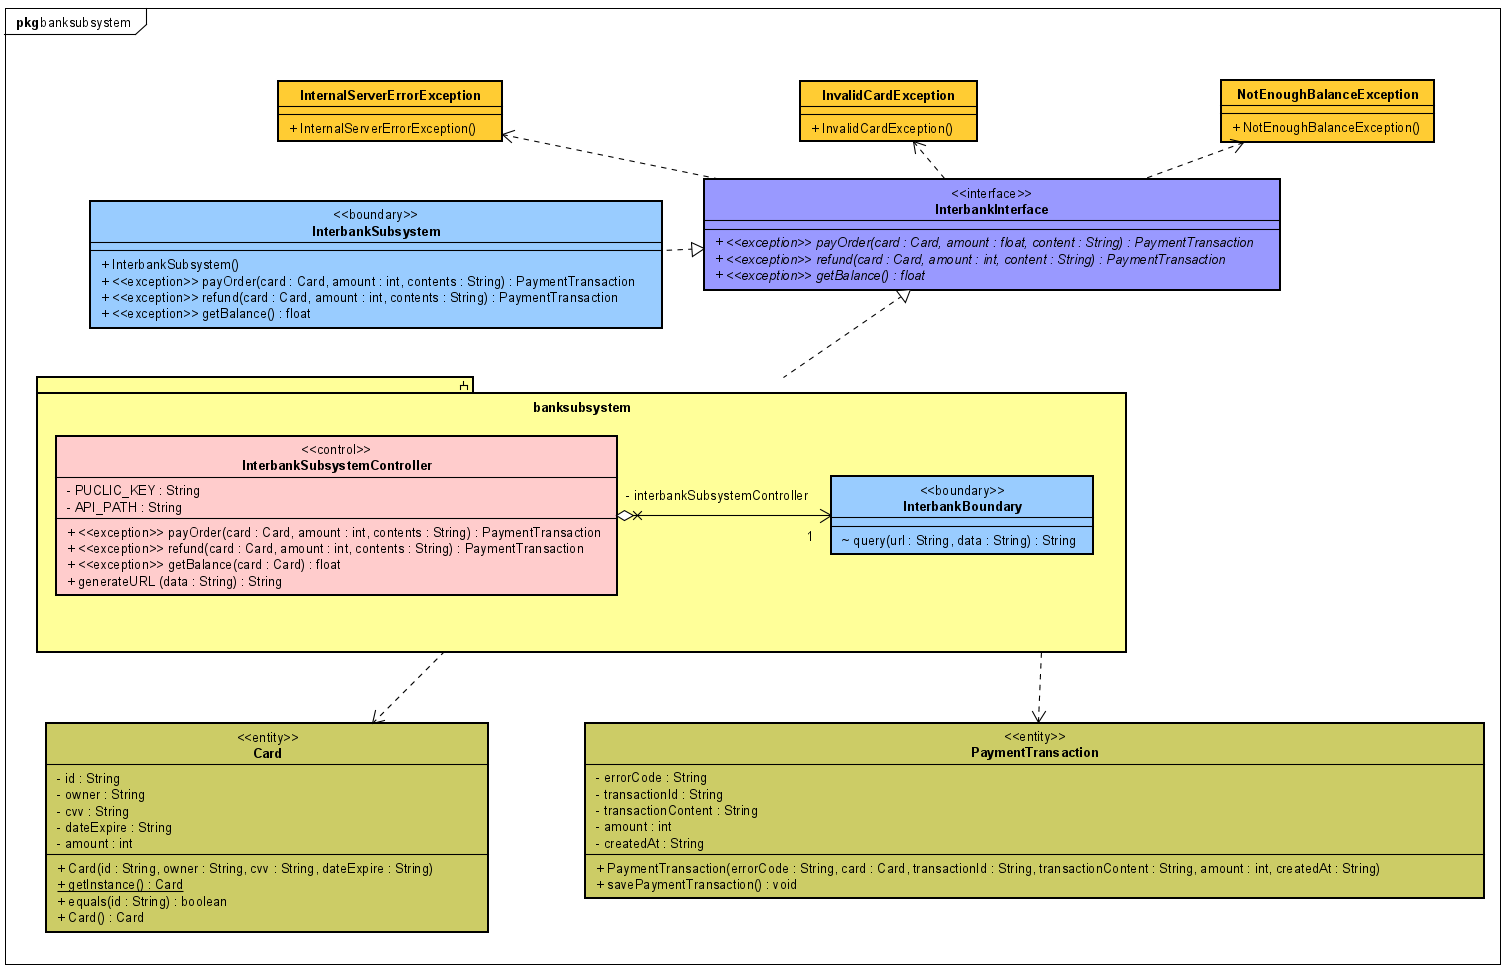 pkg banksubsystem
InternalServerErrorException
+ InternalServerErrorException()
InvalidCardException
+ InvalidCardException()
NotEnoughBalanceException
+ NotEnoughBalanceException()
<<boundary>>
InterbankSubsystem
+ InterbankSubsystem()
+ <<exception>> payOrder(card : Card, amount : int, contents : String) : PaymentTransaction
+ <<exception>> refund(card : Card, amount : int, contents : String) : PaymentTransaction
+ <<exception>> getBalance() : float
<<interface>>
InterbankInterface
+ <<exception>> payOrder(card : Card, amount : float, content : String) : PaymentTransaction
+ <<exception>> refund(card : Card, amount : int, content : String) : PaymentTransaction
+ <<exception>> getBalance() : float
banksubsystem
<<control>>
InterbankSubsystemController
- PUCLIC_KEY : String
- API_PATH : String
+ <<exception>> payOrder(card : Card, amount : int, contents : String) : PaymentTransaction
+ <<exception>> refund(card : Card, amount : int, contents : String) : PaymentTransaction
+ <<exception>> getBalance(card : Card) : float
+ generateURL (data : String) : String
- interbankSubsystemController
1
<<boundary>>
InterbankBoundary
~ query(url : String, data : String) : String
<<entity>>
Card
- id : String
- owner : String
- cvv : String
- dateExpire : String
- amount : int
+ Card(id : String, owner : String, cvv : String, dateExpire : String)
+ getInstance() : Card
+ equals(id : String) : boolean
+ Card() : Card
<<entity>>
PaymentTransaction
- errorCode : String
- transactionId : String
- transactionContent : String
- amount : int
- createdAt : String
+ PaymentTransaction(errorCode : String, card : Card, transactionId : String, transactionContent : String, amount : int, createdAt : String)
+ savePaymentTransaction() : void